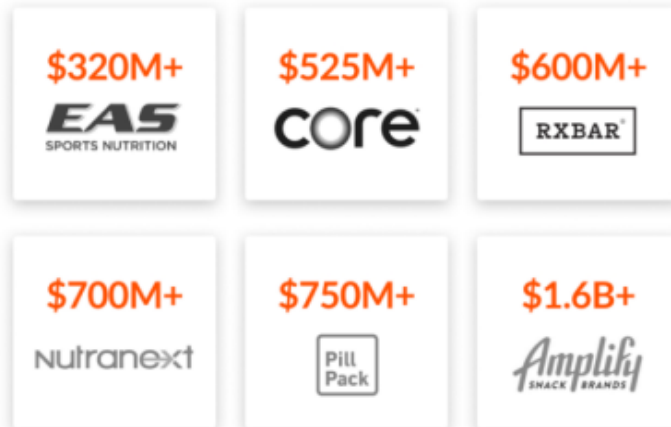 $320M+ $525M+ $600M+
EAS core RXBAR
SPORTS NUTRITION
$700M+ $750M+ $1.6B+
nutranext Pill Amplify
Pack SNACK BRANDS